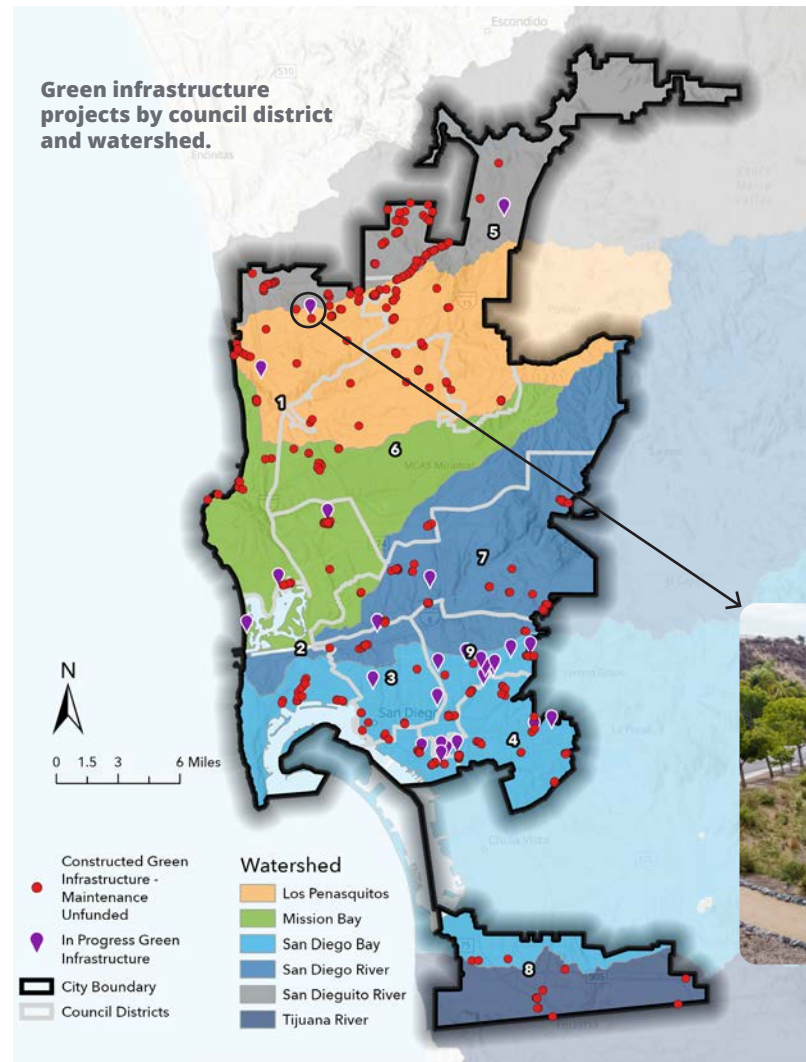 Green infrastructure
projects by council district
and watershed.
Escondido
S10
Encinitas
5
15
1
6
MCAS Miramar
7
2
9
3
San Diego
4
N
0 1.5 3 6 Miles
Chula Vista
8
905
Tijuana
Constructed Green
Infrastructure -
Maintenance
Unfunded
In Progress Green
Infrastructure
City Boundary
Council Districts
Watershed
Los Penasquitos
Mission Bay
San Diego Bay
San Diego River
San Dieguito River
Tijuana River